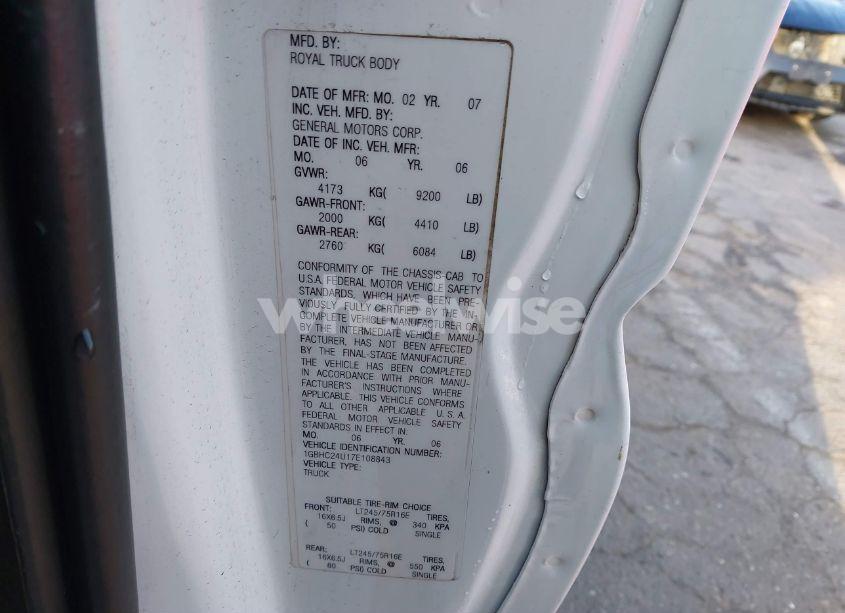 MFD. BY:
ROYAL TRUCK BODY
DATE OF MFR: MO. 02 YR. 07
INC. VEH. MFD. BY:
GENERAL MOTORS CORP.
DATE OF INC. VEH. MFR:
MO. 06 YR. 06
GVWR:
4173 KG( 9200 LB)
GAWR-FRONT:
2000 KG( 4410 LB)
GAWR-REAR:
2760 KG( 6084 LB)
CONFORMITY OF THE CHASSIS-CAB TO
U.S.A. FEDERAL MOTOR VEHICLE SAFETY
STANDARDS, WHICH HAVE BEEN PRE-
VIOUSLY FULLY CERTIFIED BY THE IN-
COMPLETE VEHICLE MANUFACTURER OR
BY THE INTERMEDIATE VEHICLE MANU-
FACTURER, HAS NOT BEEN AFFECTED
BY THE FINAL-STAGE MANUFACTURE.
THE VEHICLE HAS BEEN COMPLETED
IN ACCORDANCE WITH PRIOR MANU-
FACTURER'S INSTRUCTIONS WHERE
APPLICABLE. THIS VEHICLE CONFORMS
TO ALL OTHER APPLICABLE U.S.A.
FEDERAL MOTOR VEHICLE SAFETY
STANDARDS IN EFFECT IN:
MO. 06 YR. 06
VEHICLE IDENTIFICATION NUMBER:
1GBHC24U17E108843
VEHICLE TYPE:
TRUCK
SUITABLE TIRE-RIM CHOICE
FRONT: LT245/75R16E TIRES,
16X6.5J RIMS, @ 340 KPA
( 50 PSI) COLD SINGLE
REAR: LT245/75R16E TIRES,
16X6.5J RIMS, @ 550 KPA
( 80 PSI) COLD SINGLE